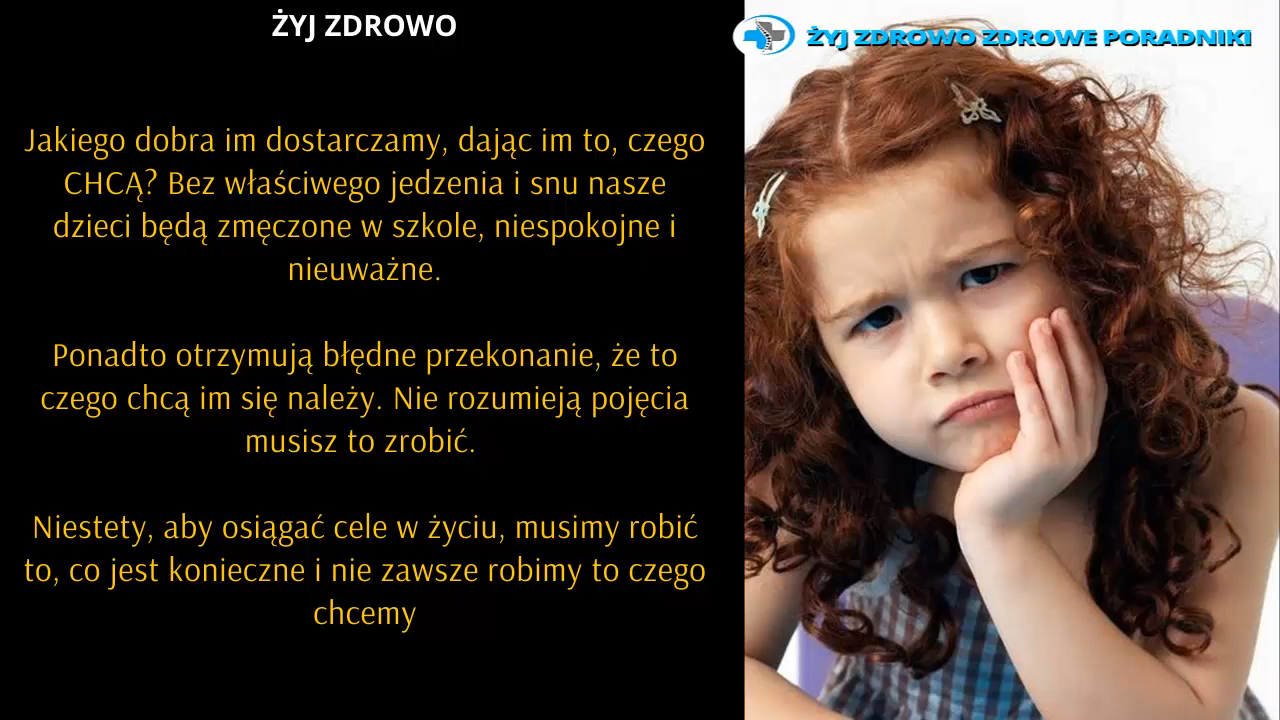 ŻYJ ZDROWO
ŻYJ ZDROWO ZDROWE PORADNIKI
Jakiego dobra im dostarczamy, dając im to, czego
CHCĄ? Bez właściwego jedzenia i snu nasze
dzieci będą zmęczone w szkole, niespokojne i
nieuważne.
Ponadto otrzymują błędne przekonanie, że to
czego chcą im się należy. Nie rozumieją pojęcia
musisz to zrobić.
Niestety, aby osiągać cele w życiu, musimy robić
to, co jest konieczne i nie zawsze robimy to czego
chcemy